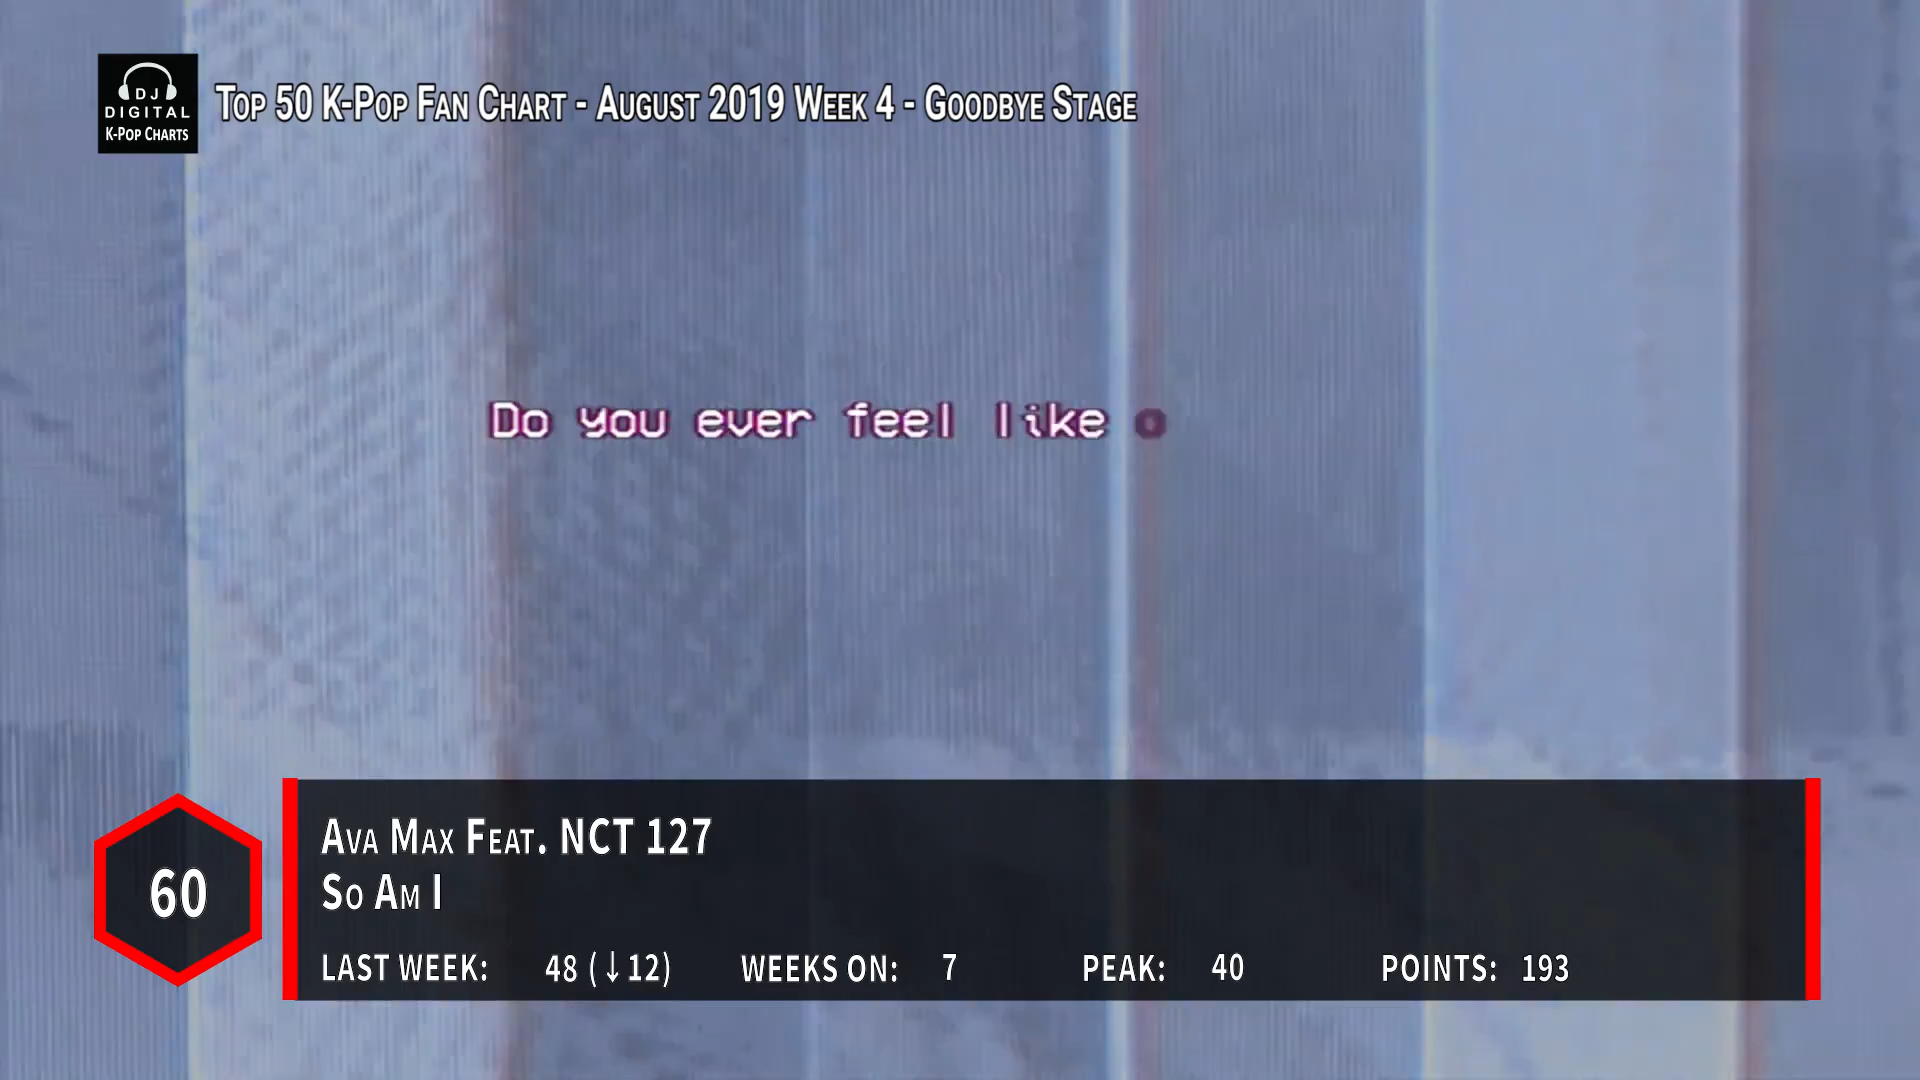 DJ
DIGITAL
K-Pop Charts
Top 50 K-Pop Fan Chart - August 2019 Week 4 - Goodbye Stage
Do you ever feel like
60
Ava Max Feat. NCT 127
So Am I
LAST WEEK: 48 (↓12) WEEKS ON: 7 PEAK: 40 POINTS: 193